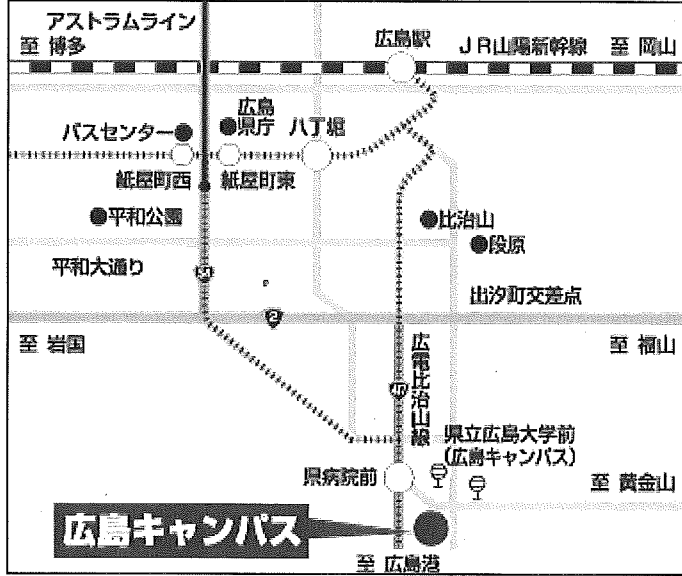 アストラムライン
至 博多
広島駅
ＪＲ山陽新幹線
至 岡山
バスセンター
広島
県庁
八丁堀
紙屋町西
紙屋町東
平和公園
比治山
段原
平和大通り
54
出汐町交差点
2
至 岩国
至 福山
広電比治山線
県立広島大学前
(広島キャンパス)
県病院前
至 黄金山
広島キャンパス
至 広島港